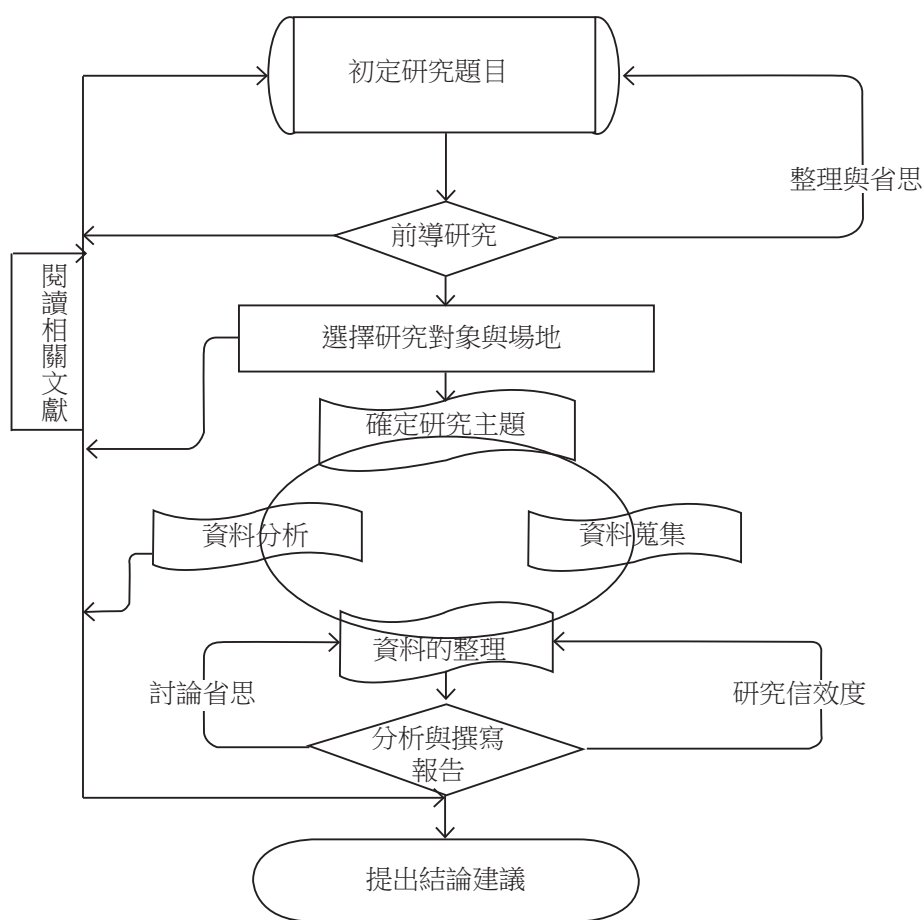 初定研究題目
整理與省思
前導研究
閱讀相關文獻
選擇研究對象與場地
確定研究主題
資料分析
資料蒐集
資料的整理
討論省思
研究信效度
分析與撰寫
報告
提出結論建議